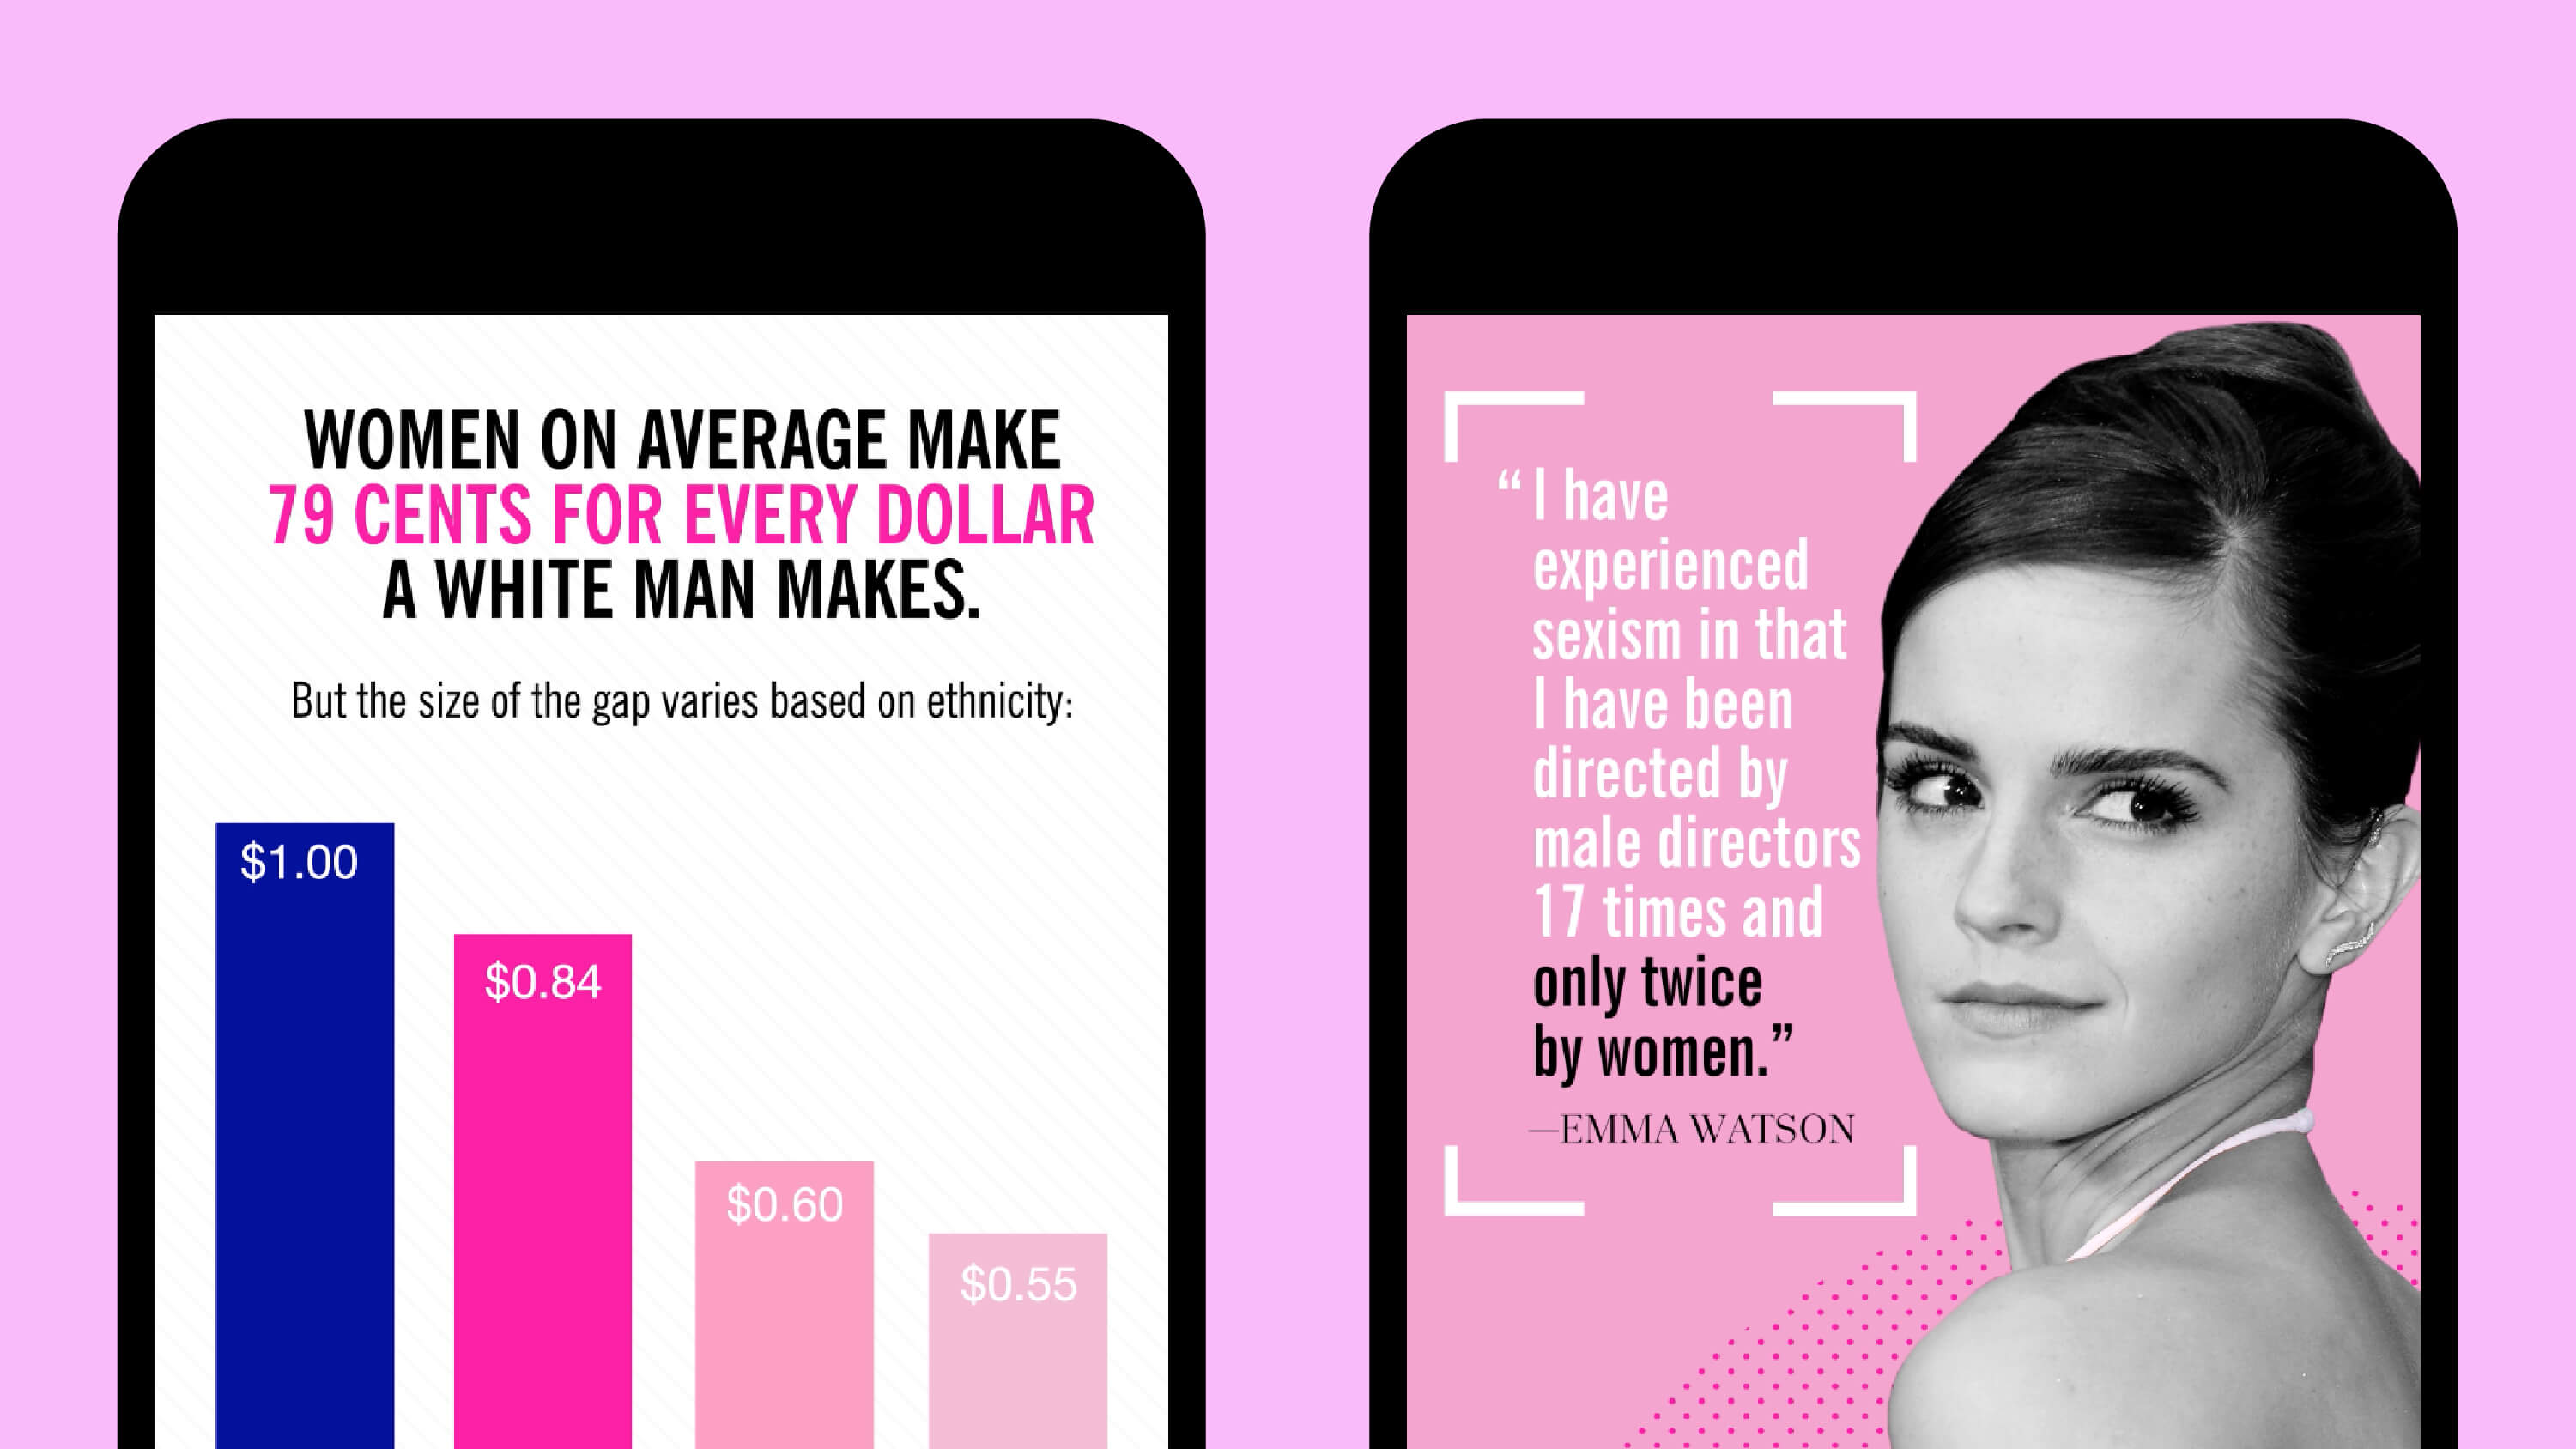 WOMEN ON AVERAGE MAKE
79 CENTS FOR EVERY DOLLAR
A WHITE MAN MAKES.
But the size of the gap varies based on ethnicity:
$1.00
$0.84
$0.60
$0.55
“I have
experienced
sexism in that
I have been
directed by
male directors
17 times and
only twice
by women.”
—EMMA WATSON